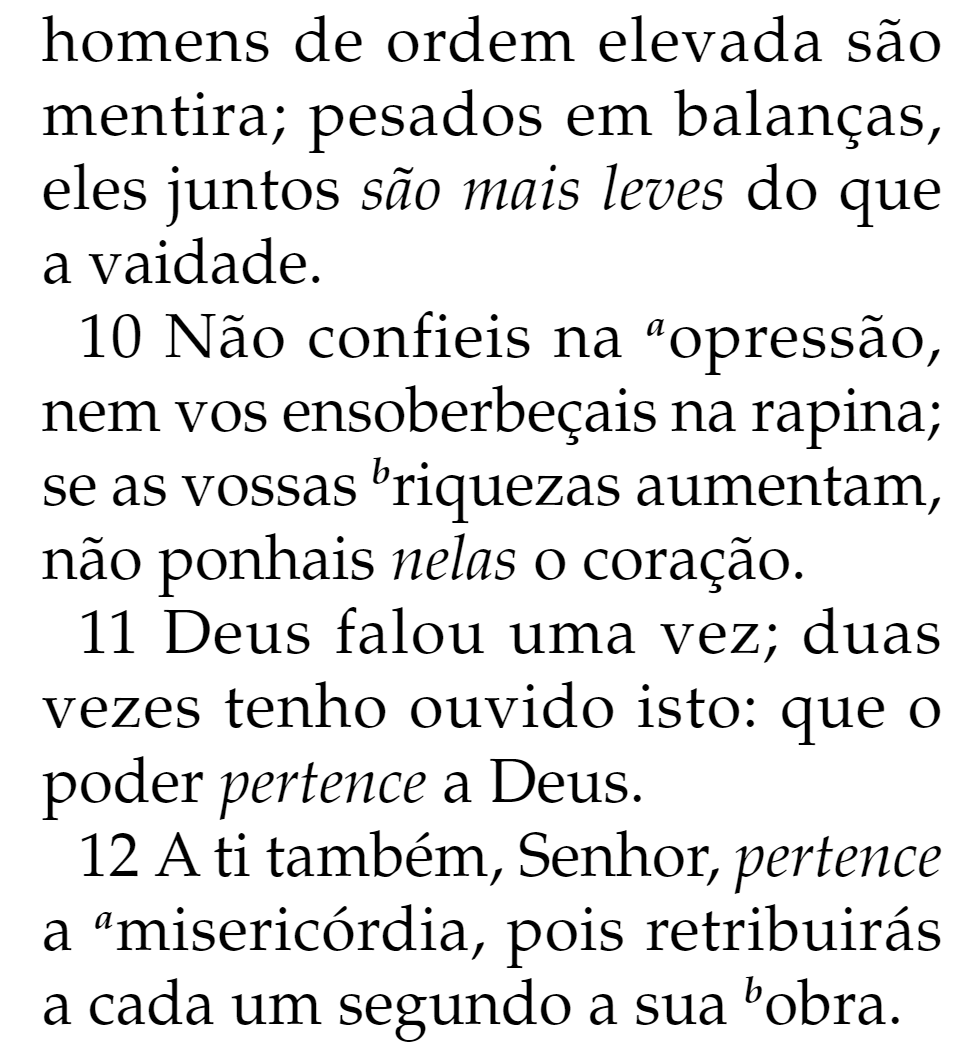 homens de ordem elevada são
mentira; pesados em balanças,
eles juntos são mais leves do que
a vaidade.
10 Não confieis na ᵃopressão,
nem vos ensoberbeçais na rapina;
se as vossas ᵇriquezas aumentam,
não ponhais nelas o coração.
11 Deus falou uma vez; duas
vezes tenho ouvido isto: que o
poder pertence a Deus.
12 A ti também, Senhor, pertence
a ᵃmisericórdia, pois retribuirás
a cada um segundo a sua ᵇobra.